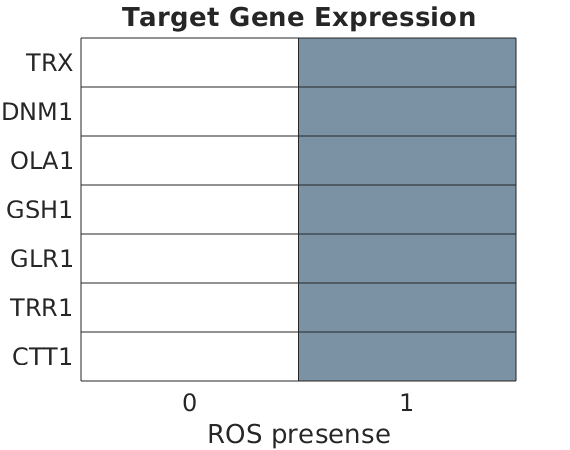 Target Gene Expression
TRX
DNM1
OLA1
GSH1
GLR1
TRR1
CTT1
0 1
ROS presense